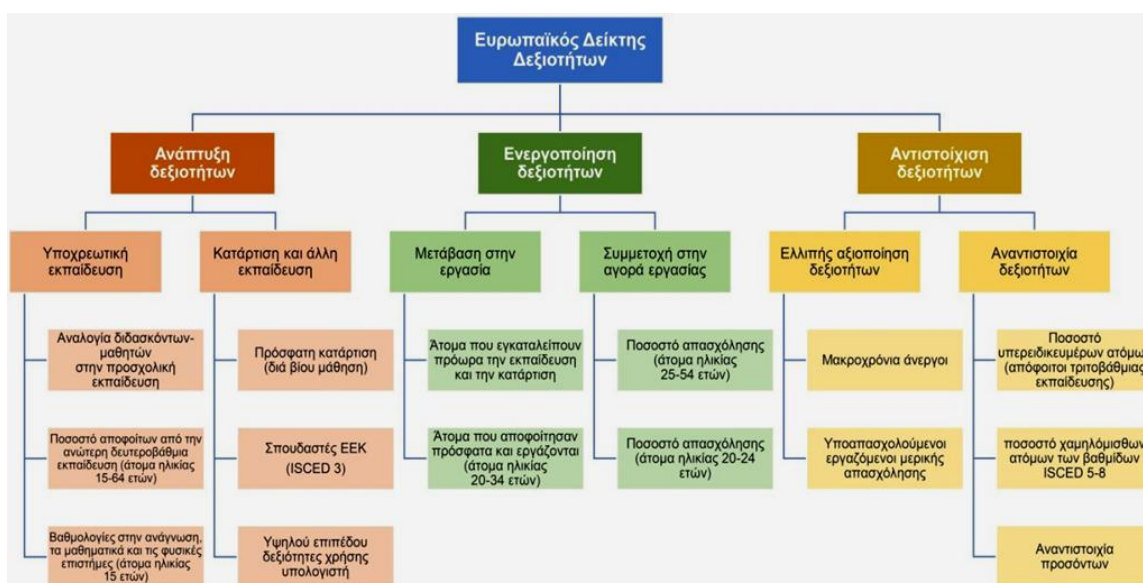 Ευρωπαϊκός Δείκτης
Δεξιοτήτων
Ανάπτυξη
δεξιοτήτων
Ενεργοποίηση
δεξιοτήτων
Αντιστοίχιση
δεξιοτήτων
Υποχρεωτική
εκπαίδευση
Κατάρτιση και άλλη
εκπαίδευση
Μετάβαση στην
εργασία
Συμμετοχή στην
αγορά εργασίας
Ελλιπής αξιοποίηση
δεξιοτήτων
Αναντιστοιχία
δεξιοτήτων
Αναλογία διδασκόντων-
μαθητών
στην προσχολική
εκπαίδευση
Πρόσφατη κατάρτιση
(διά βίου μάθηση)
Άτομα που εγκαταλείπουν
πρόωρα την εκπαίδευση
και την κατάρτιση
Ποσοστό απασχόλησης
(άτομα ηλικίας
25-54 ετών)
Μακροχρόνια άνεργοι
Ποσοστό
υπερειδικευμέρων ατόμων
(απόφοιτοι τριτοβάθμιας
εκπαίδευσης)
Ποσοστό αποφοίτων από την
ανώτερη δευτεροβάθμια
εκπαίδευση (άτομα ηλικίας
15-64 ετών)
Σπουδαστές ΕΕΚ
(ISCED 3)
Άτομα που αποφοίτησαν
πρόσφατα και εργάζονται
(άτομα ηλικίας
20-34 ετών)
Ποσοστό απασχόλησης
(άτομα ηλικίας 20-24
ετών)
Υποαπασχολούμενοι
εργαζόμενοι μερικής
απασχόλησης
ποσοστό χαμηλόμισθων
ατόμων των βαθμίδων
ISCED 5-8
Βαθμολογίες στην ανάγνωση,
τα μαθηματικά και τις φυσικές
επιστήμες (άτομα ηλικίας
15 ετών)
Υψηλού επιπέδου
δεξιότητες χρήσης
υπολογιστή
Αναντιστοιχία
προσόντων